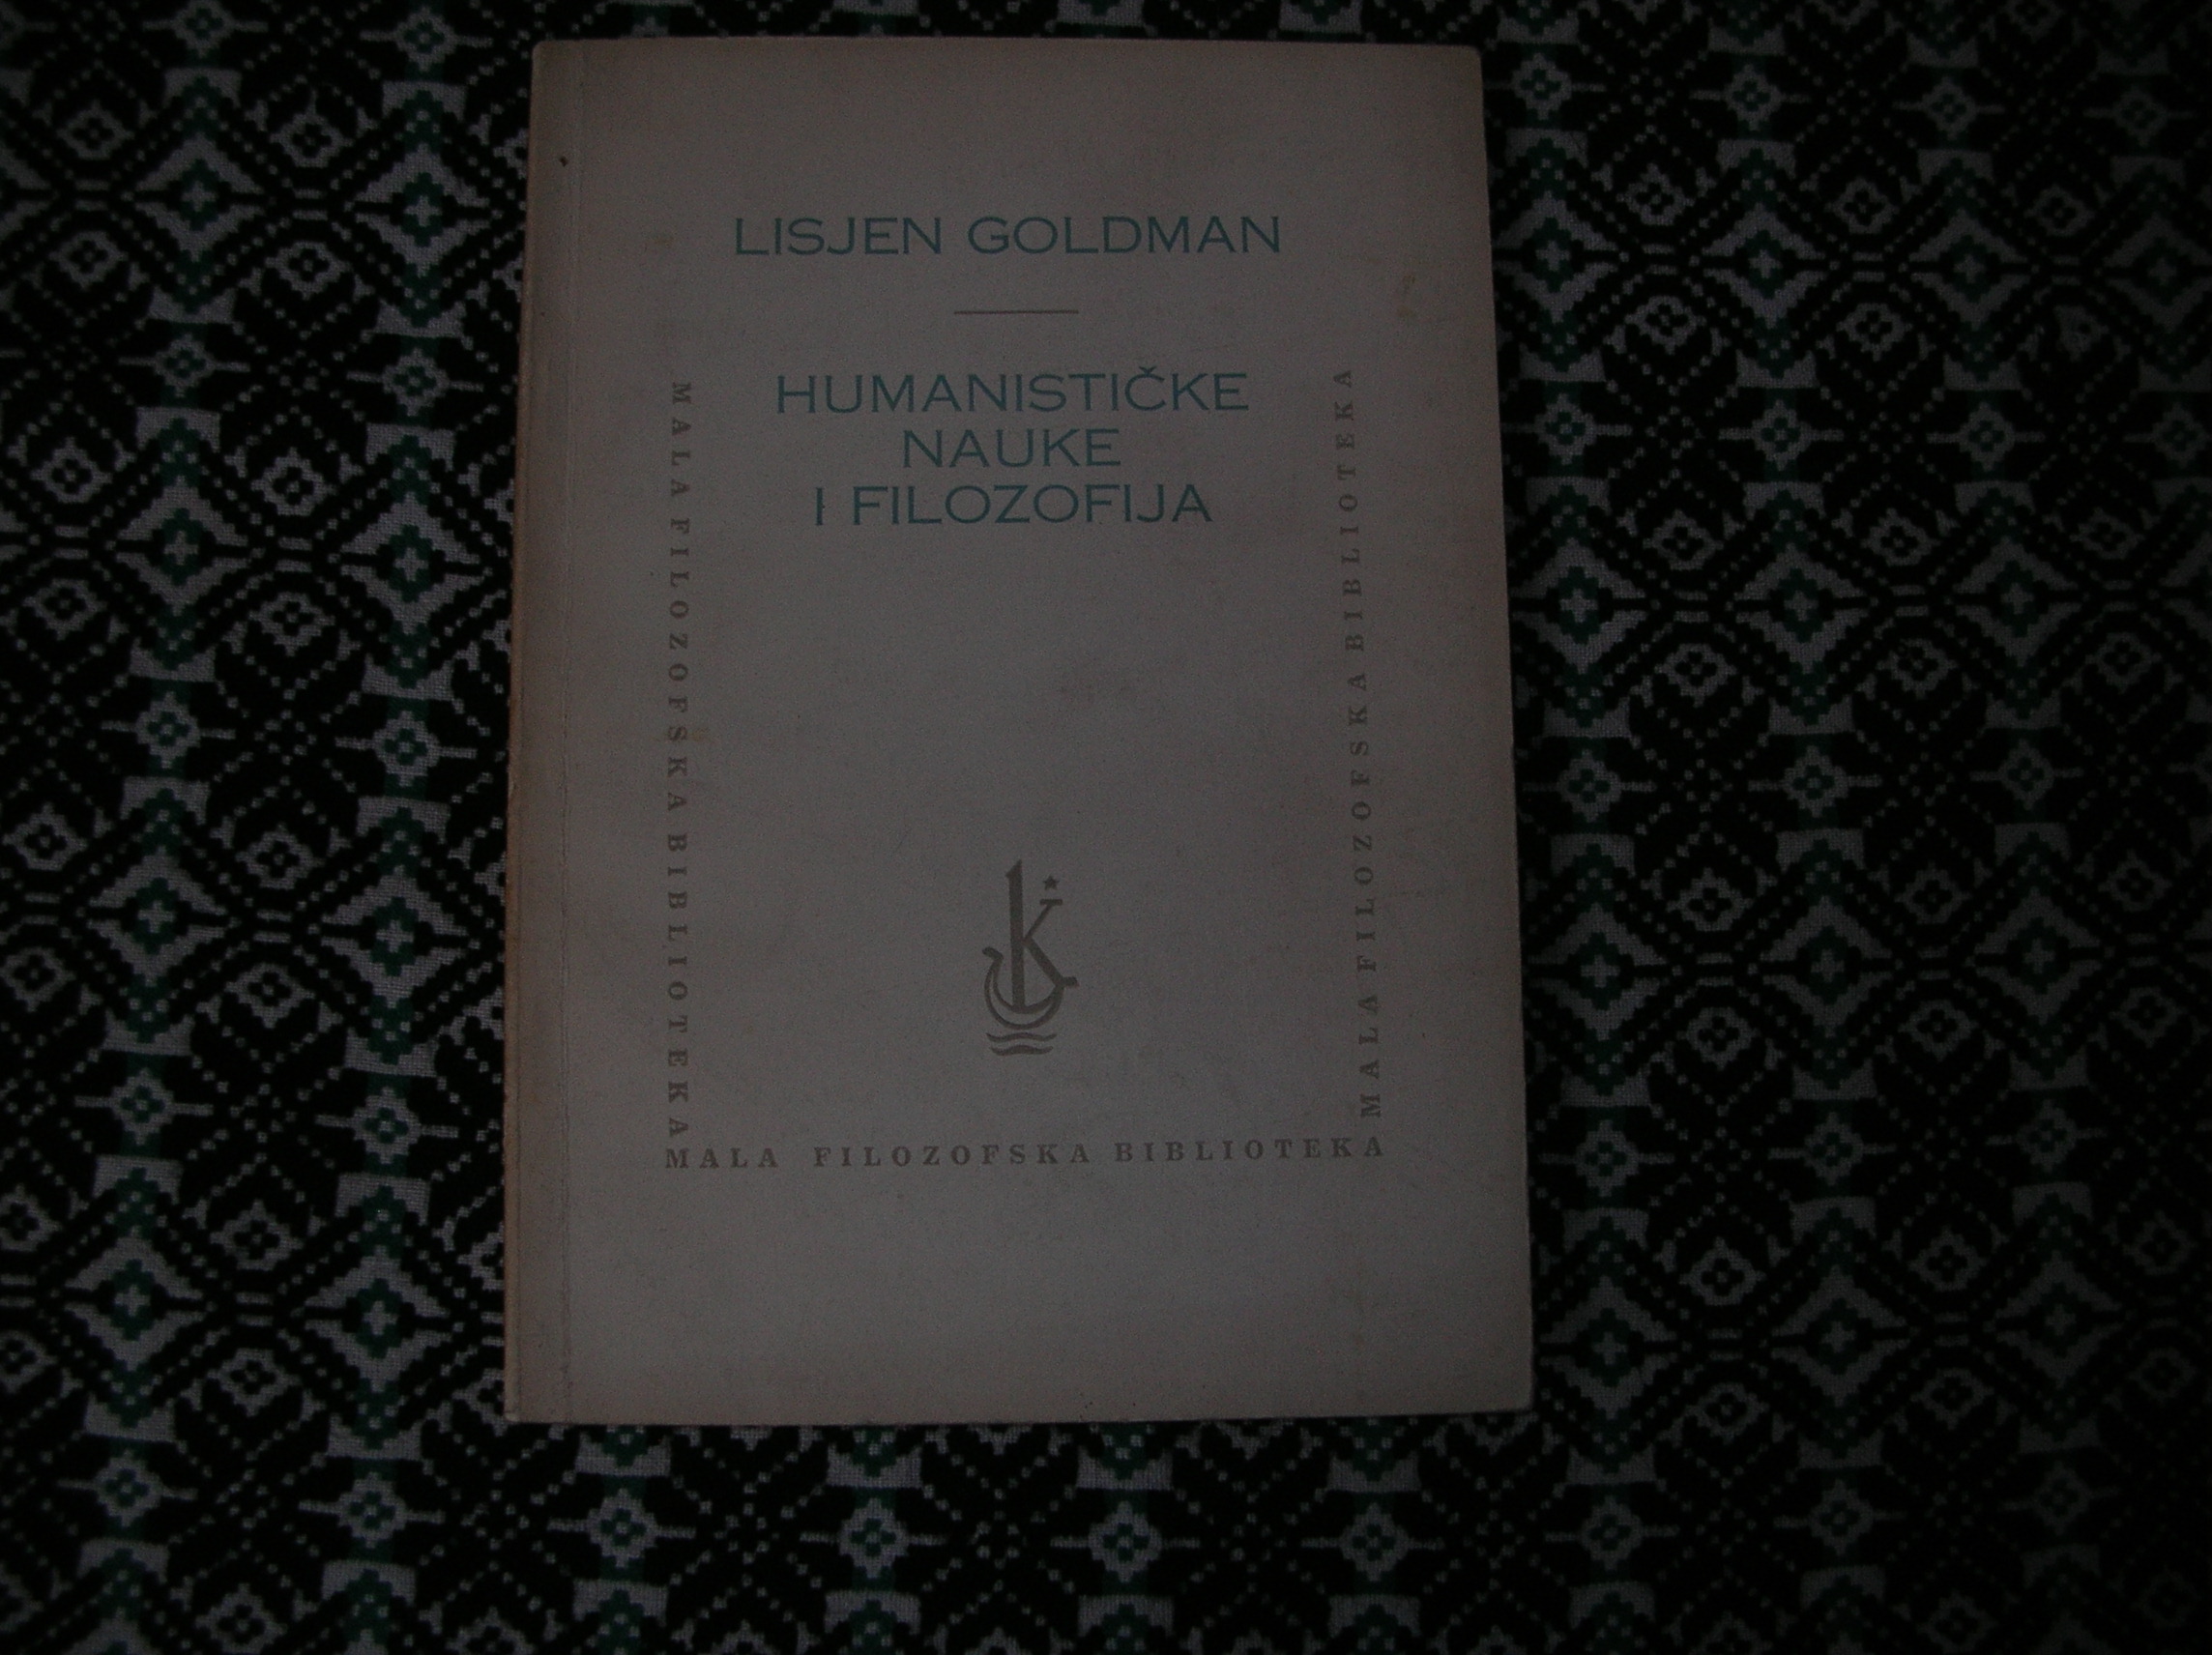 LISJEN GOLDMAN
HUMANISTIČKE
NAUKE
I FILOZOFIJA
MALA FILOZOFSKA BIBLIOTEKA
MALA FILOZOFSKA BIBLIOTEKA
k
MALA FILOZOFSKA BIBLIOTEKA